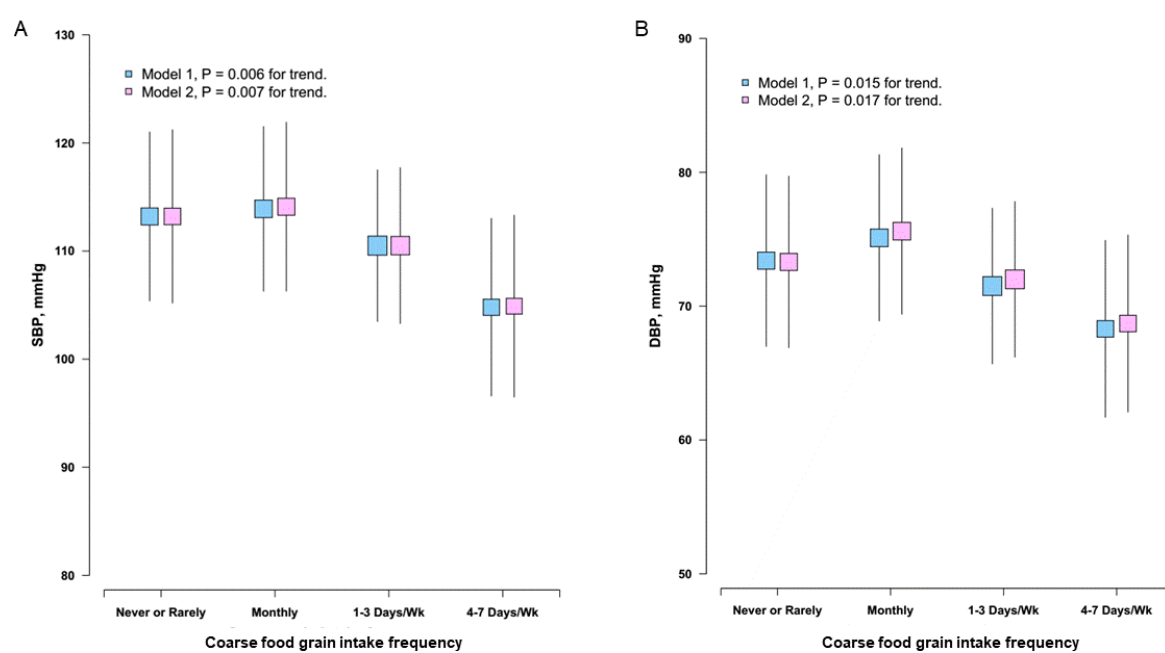 A
130
120
110
100
90
80
SBP, mmHg
Model 1, P = 0.006 for trend.
Model 2, P = 0.007 for trend.
Never or Rarely Monthly 1-3 Days/Wk 4-7 Days/Wk
Coarse food grain intake frequency
B
90
80
70
60
50
DBP, mmHg
Model 1, P = 0.015 for trend.
Model 2, P = 0.017 for trend.
Never or Rarely Monthly 1-3 Days/Wk 4-7 Days/Wk
Coarse food grain intake frequency